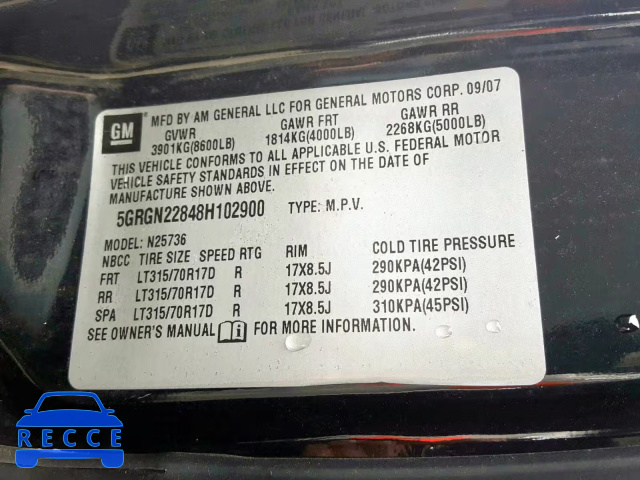 GM
MFD BY AM GENERAL LLC FOR GENERAL MOTORS CORP. 09/07
GVWR GAWR FRT GAWR RR
3901KG(8600LB) 1814KG(4000LB) 2268KG(5000LB)
THIS VEHICLE CONFORMS TO ALL APPLICABLE U.S. FEDERAL MOTOR
VEHICLE SAFETY STANDARDS IN EFFECT ON THE DATE OF
MANUFACTURE SHOWN ABOVE.
5GRGN22848H102900 TYPE: M.P.V.
MODEL: N25736
NBCC TIRE SIZE SPEED RTG RIM COLD TIRE PRESSURE
FRT LT315/70R17D R 17X8.5J 290KPA(42PSI)
RR LT315/70R17D R 17X8.5J 290KPA(42PSI)
SPA LT315/70R17D R 17X8.5J 310KPA(45PSI)
SEE OWNER'S MANUAL FOR MORE INFORMATION.
RECCE